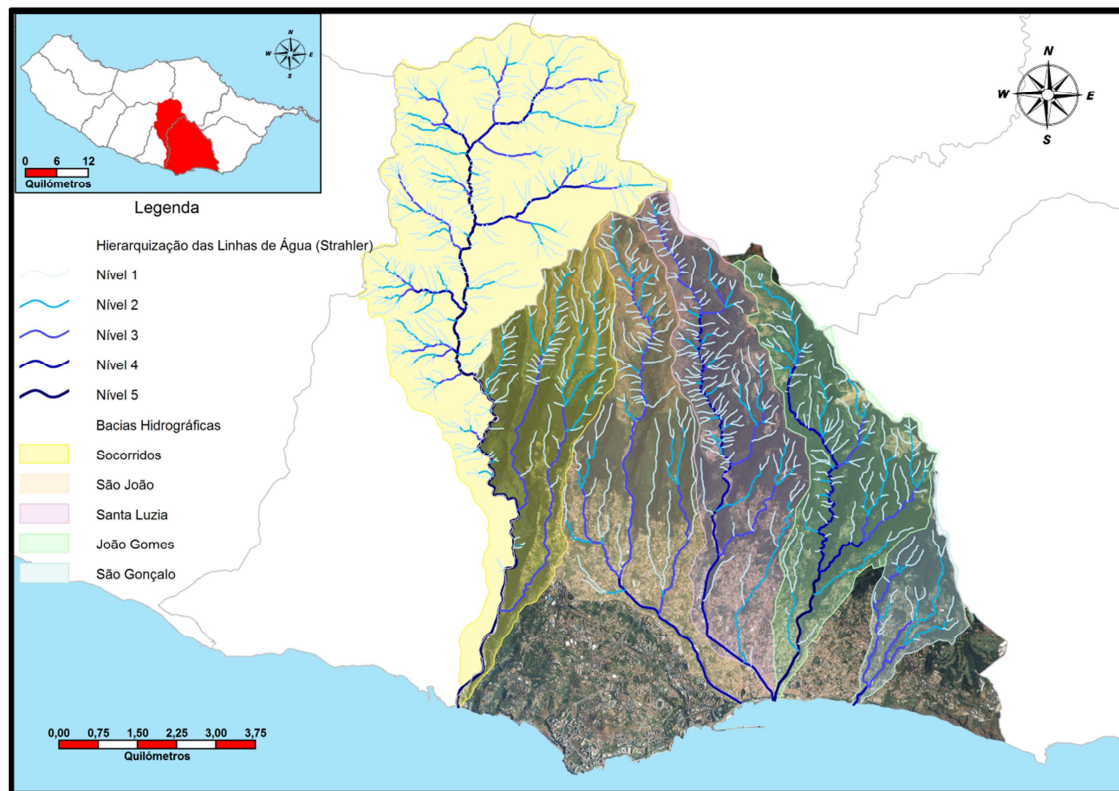 N
W E
S
0 6 12
Quilómetros
N
W E
S
Legenda
Hierarquização das Linhas de Água (Strahler)
Nível 1
Nível 2
Nível 3
Nível 4
Nível 5
Bacias Hidrográficas
Socorridos
São João
Santa Luzia
João Gomes
São Gonçalo
0,00 0,75 1,50 2,25 3,00 3,75
Quilómetros